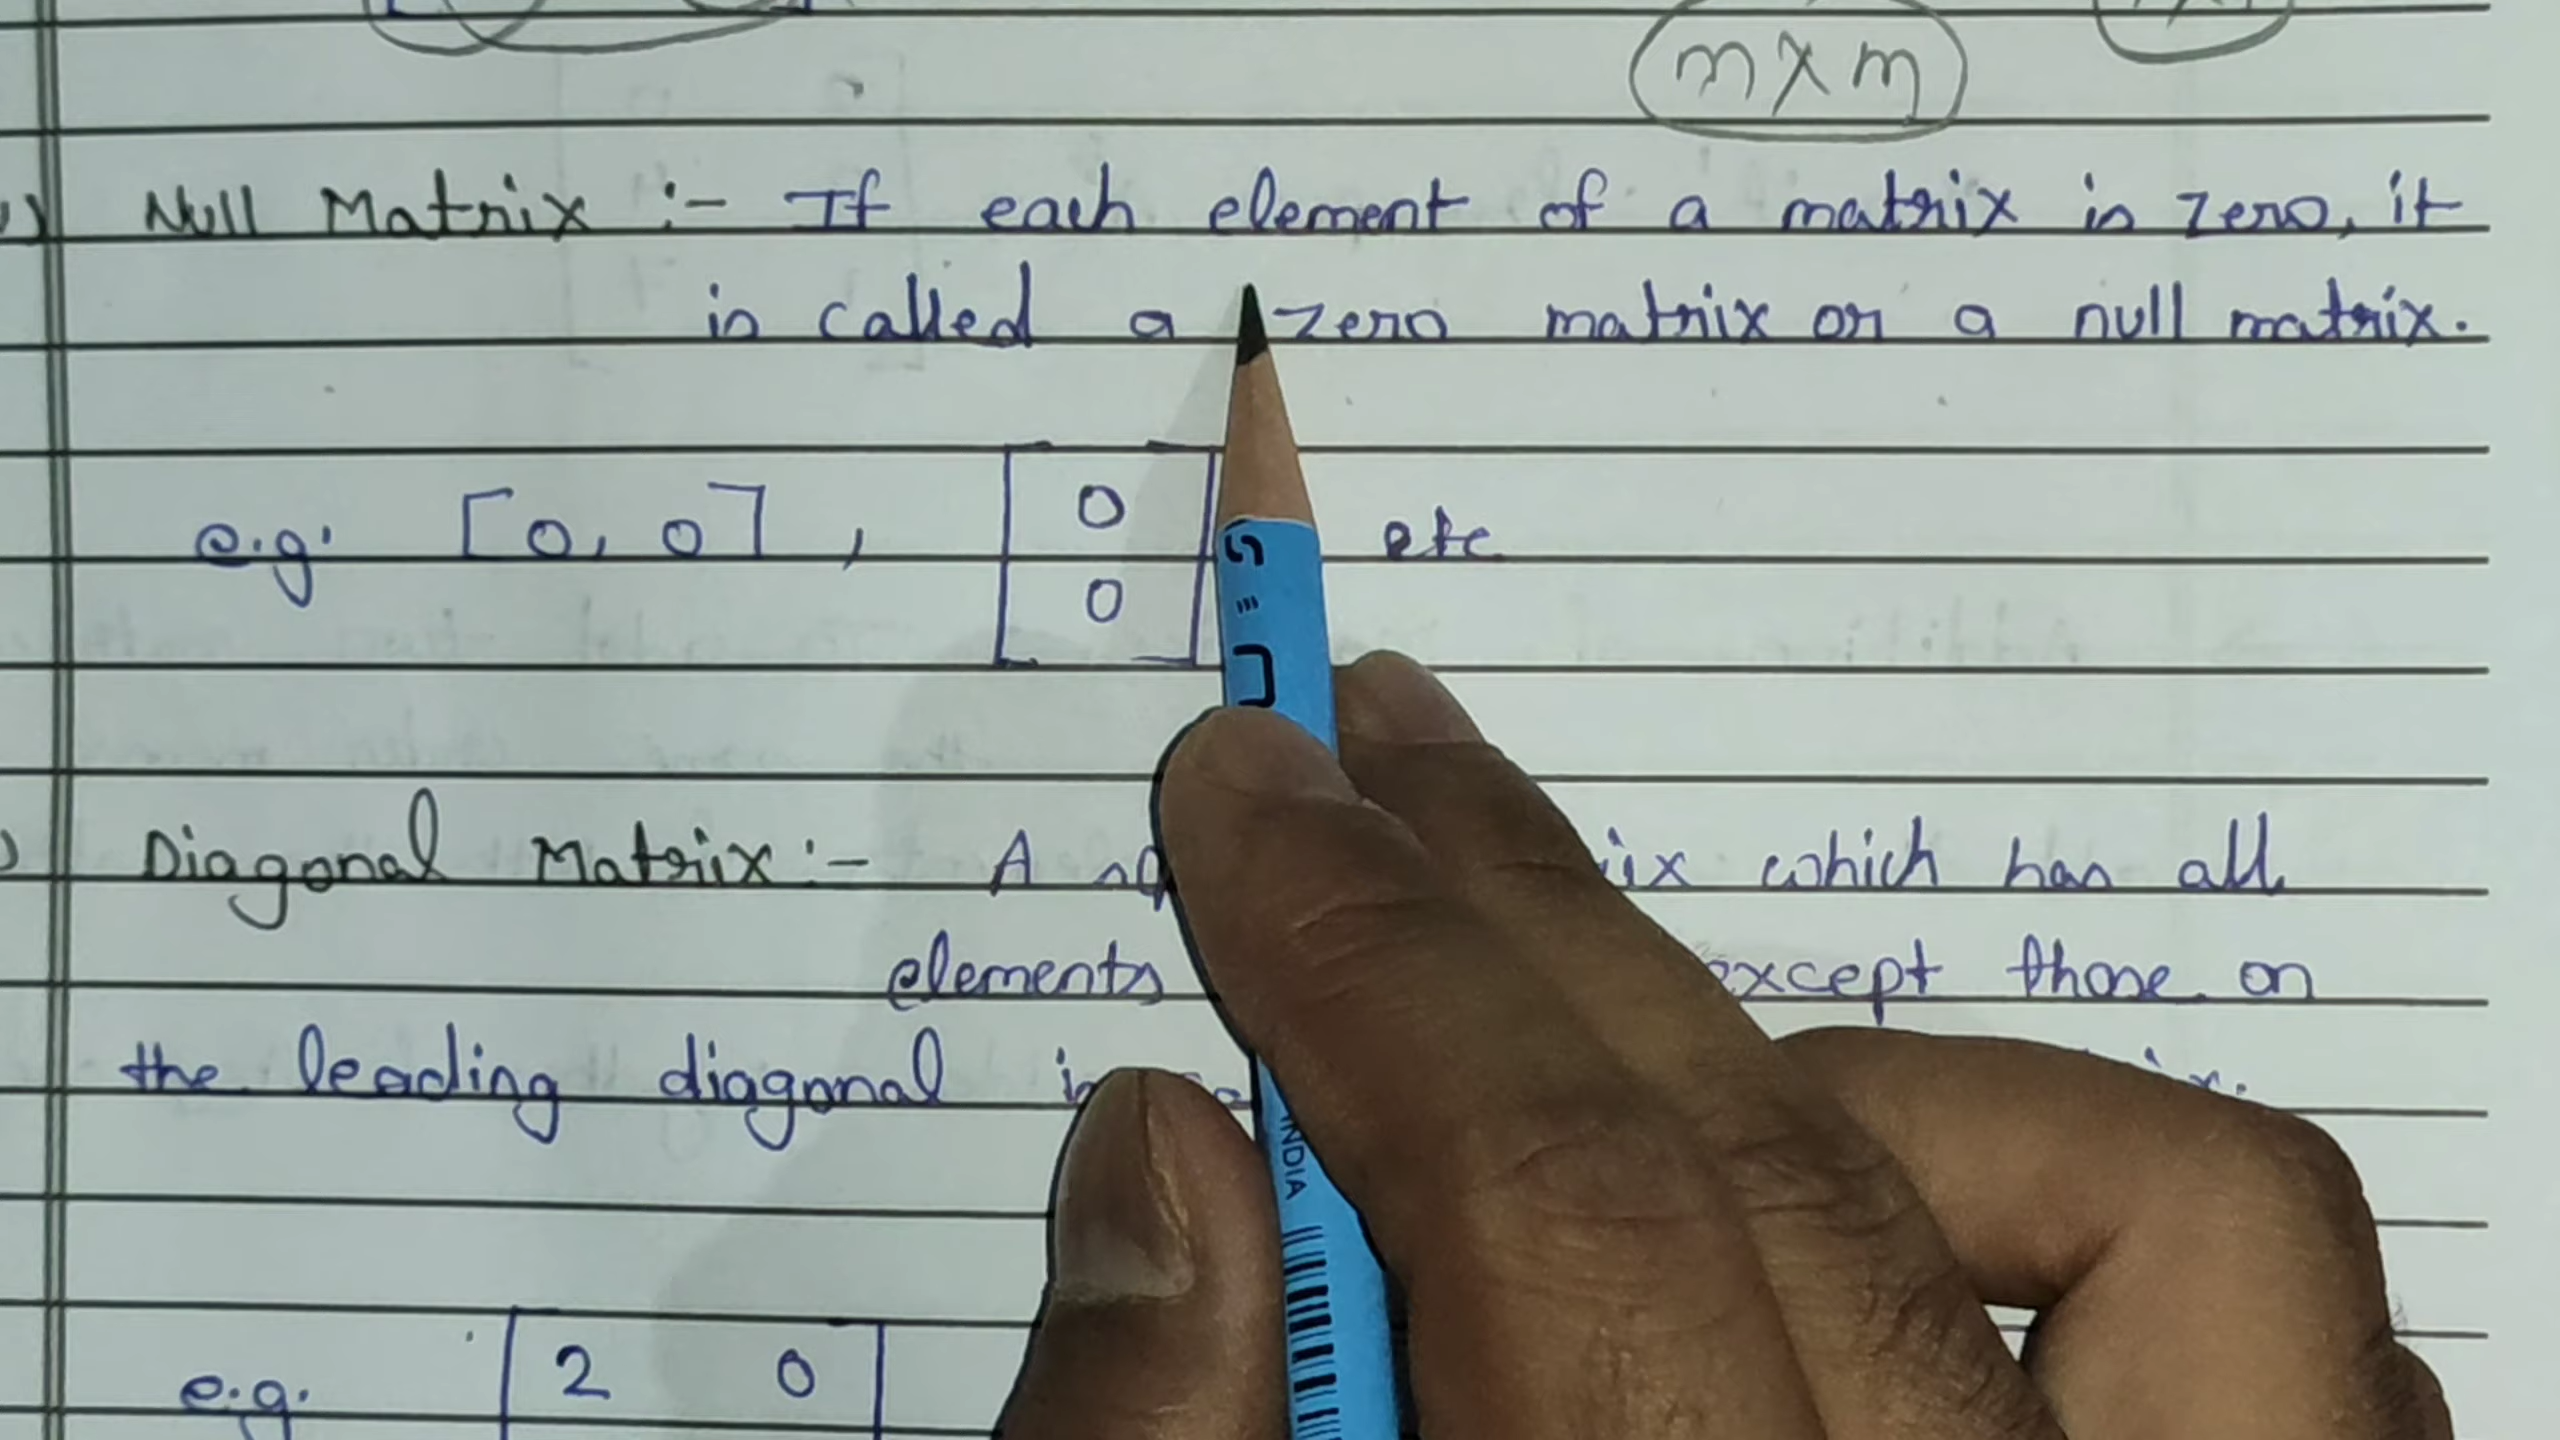 m×m
Null Matrix :- If each element of a matrix is zero, it
is called a zero matrix or a null matrix.
e.g. [0, 0] , [0 etc
0]
Diagonal Matrix :- A which has all
elements except those on
the leading diagonal
e.g. [2 0]
INDIA